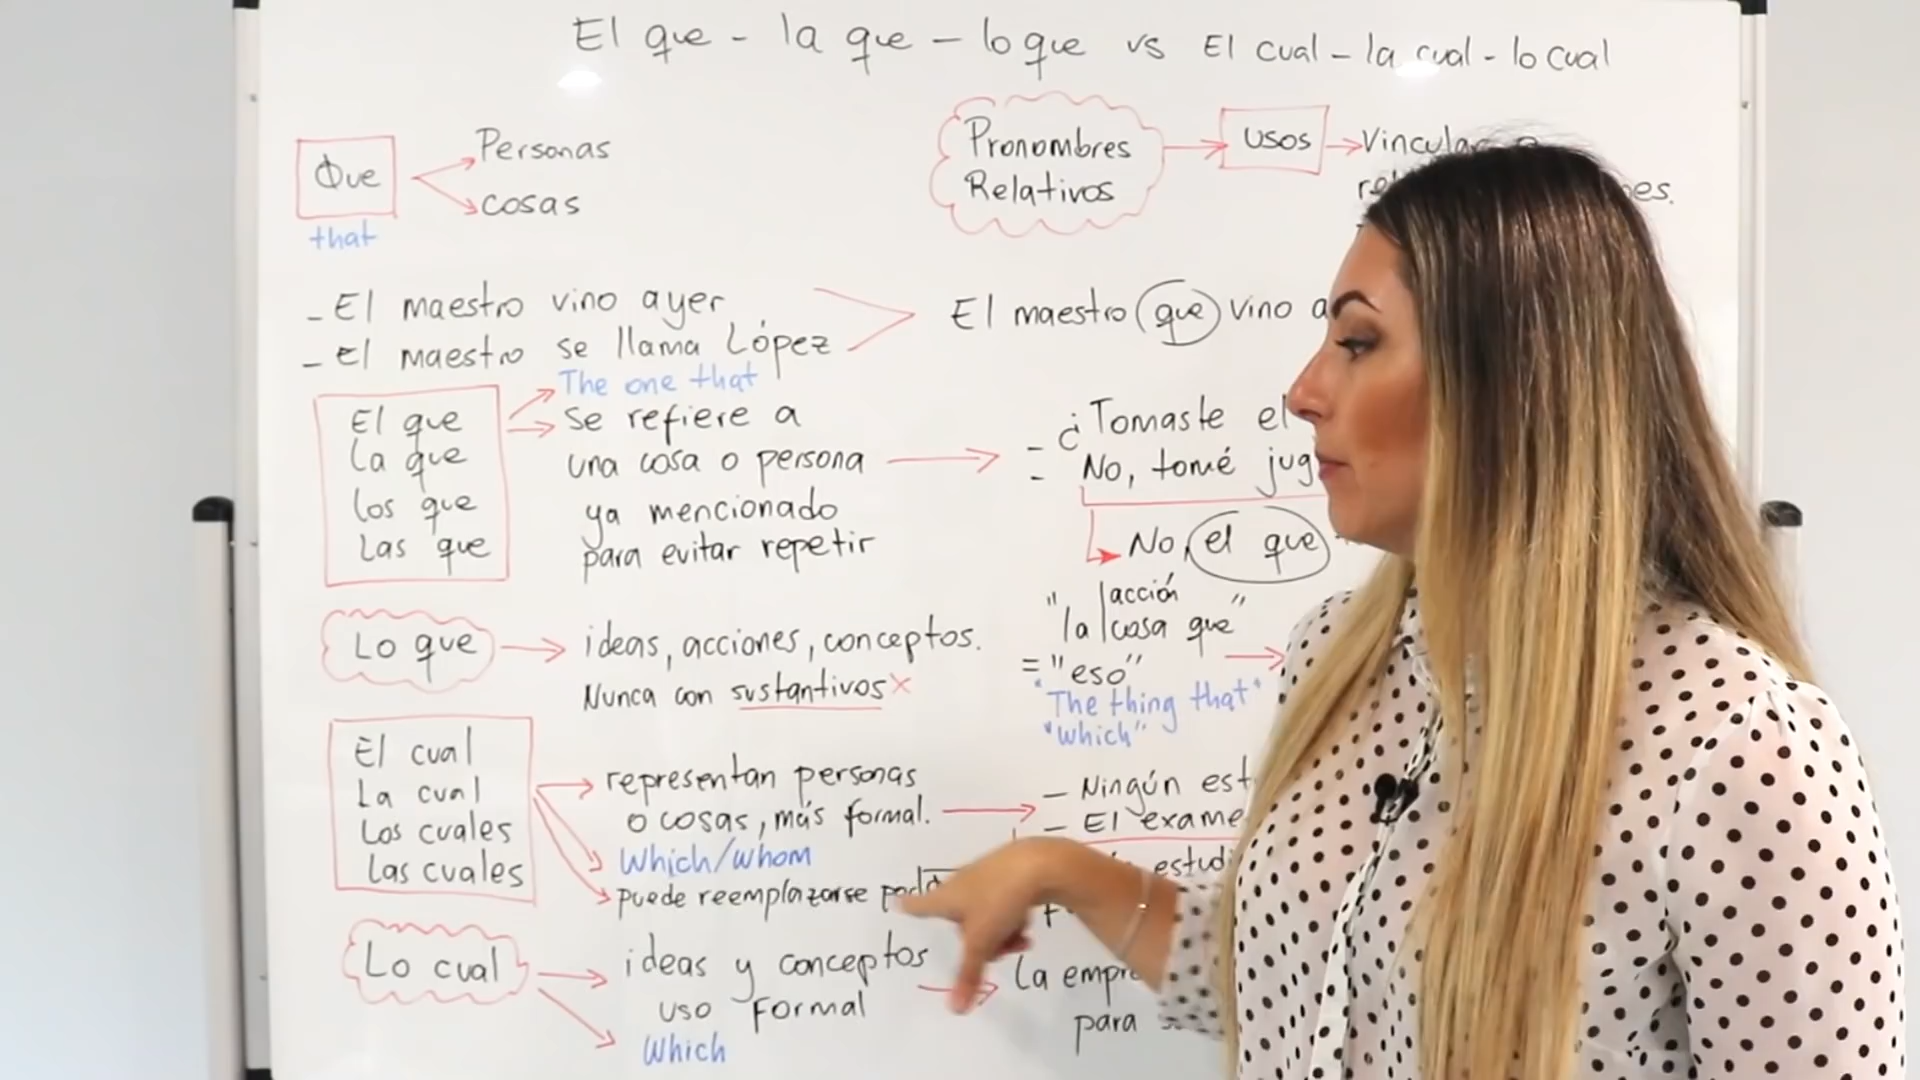 El que - la que - lo que vs El cual - la cual - lo cual
Que
that
Personas
cosas
Pronombres
Relativos
usos
- El maestro vino ayer
- el maestro se llama López
El maestro que vino
El que
La que
Los que
Las que
The one that
se refiere a
una cosa o persona
ya mencionado
para evitar repetir
- ¿Tomaste el
- No, tomé
No, el que
Lo que
ideas, acciones, conceptos.
Nunca con sustantivos X
" acción "
la cosa que
= "eso"
"The thing that"
"which"
El cual
La cual
Los cuales
Las cuales
representan personas
o cosas, más formal.
Which/whom
puede reemplazarse
- Ningún
- El
Lo cual
ideas y conceptos
uso Formal
Which
La
para